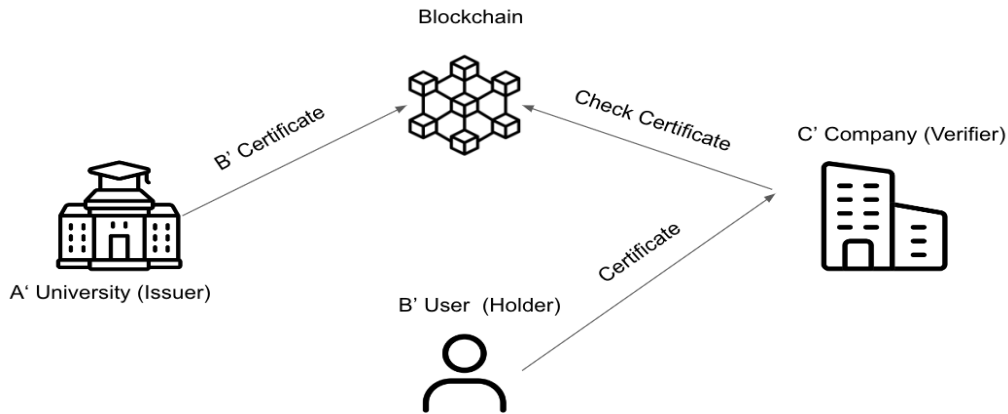 Blockchain
B' Certificate
Check Certificate
C' Company (Verifier)
A‘ University (Issuer)
Certificate
B' User (Holder)